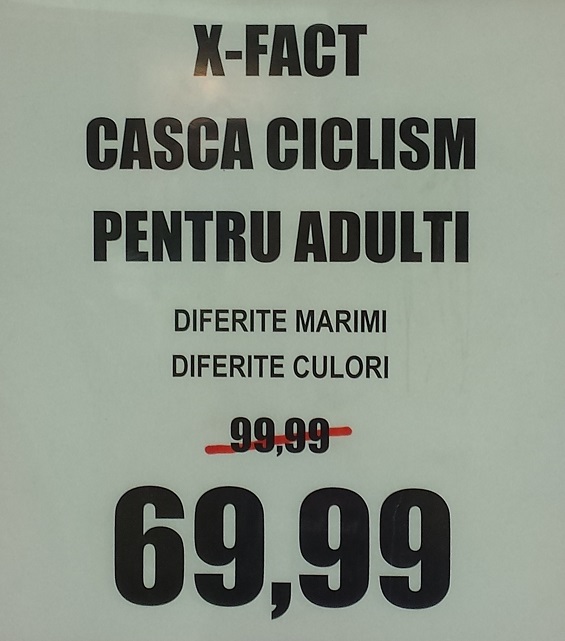 X-FACT
CASCA CICLISM
PENTRU ADULTI
DIFERITE MARIMI
DIFERITE CULORI
99,99
69,99